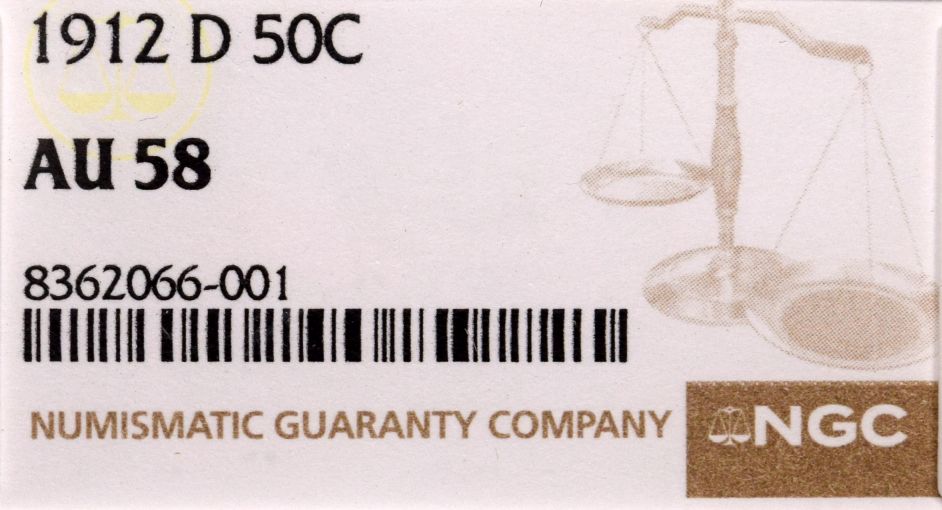 1912 D 50C
AU 58
8362066-001
NUMISMATIC GUARANTY COMPANY
NGC